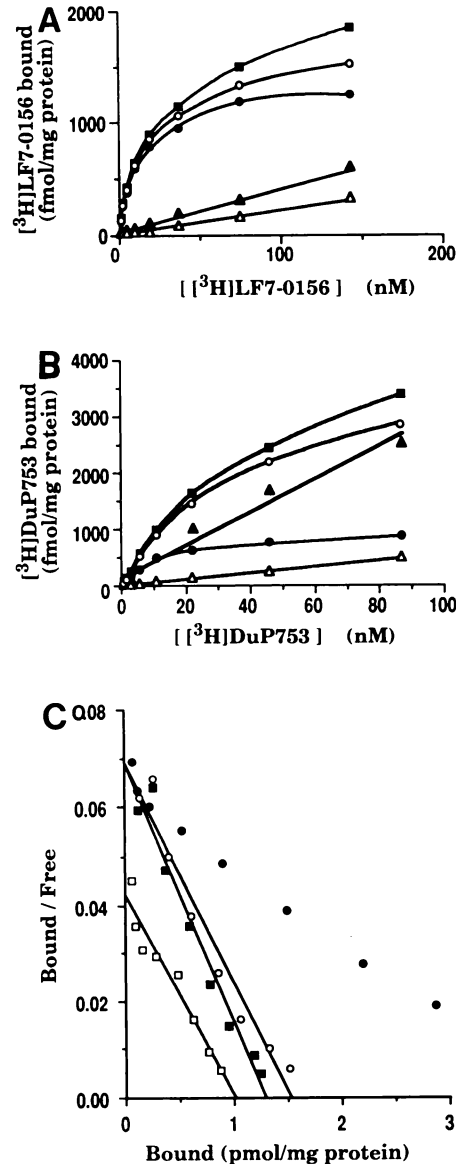 A
2000
1000
0
[³H]LF7-0156 bound
(fmol/mg protein)
0 100 200
[ [³H]LF7-0156 ] (nM)
B
4000
3000
2000
1000
0
[³H]DuP753 bound
(fmol/mg protein)
0 20 40 60 80 100
[ [³H]DuP753 ] (nM)
C
0.08
0.06
0.04
0.02
0.00
Bound / Free
0 1 2 3
Bound (pmol/mg protein)